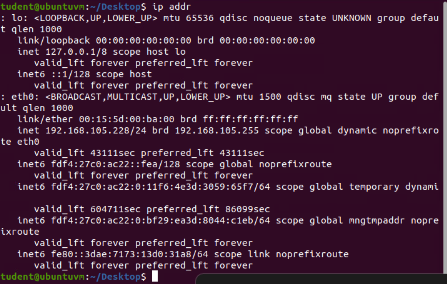 tudent@ubuntuvm:~/Desktop$ ip addr
: lo: <LOOPBACK,UP,LOWER_UP> mtu 65536 qdisc noqueue state UNKNOWN group defau
t qlen 1000
link/loopback 00:00:00:00:00:00 brd 00:00:00:00:00:00
inet 127.0.0.1/8 scope host lo
valid_lft forever preferred_lft forever
inet6 ::1/128 scope host
valid_lft forever preferred_lft forever
: eth0: <BROADCAST,MULTICAST,UP,LOWER_UP> mtu 1500 qdisc mq state UP group def
ult qlen 1000
link/ether 00:15:5d:00:ba:00 brd ff:ff:ff:ff:ff:ff
inet 192.168.105.228/24 brd 192.168.105.255 scope global dynamic noprefixro
te eth0
valid_lft 43111sec preferred_lft 43111sec
inet6 fdf4:27c0:ac22::fea/128 scope global noprefixroute
valid_lft forever preferred_lft forever
inet6 fdf4:27c0:ac22:0:11f6:4e3d:3059:65f7/64 scope global temporary dynami
valid_lft 604711sec preferred_lft 86099sec
inet6 fdf4:27c0:ac22:0:bf29:ea3d:8044:c1eb/64 scope global mngtmpaddr nopre
ixroute
valid_lft forever preferred_lft forever
inet6 fe80::3dae:7173:13d0:31a8/64 scope link noprefixroute
valid_lft forever preferred_lft forever
tudent@ubuntuvm:~/Desktop$